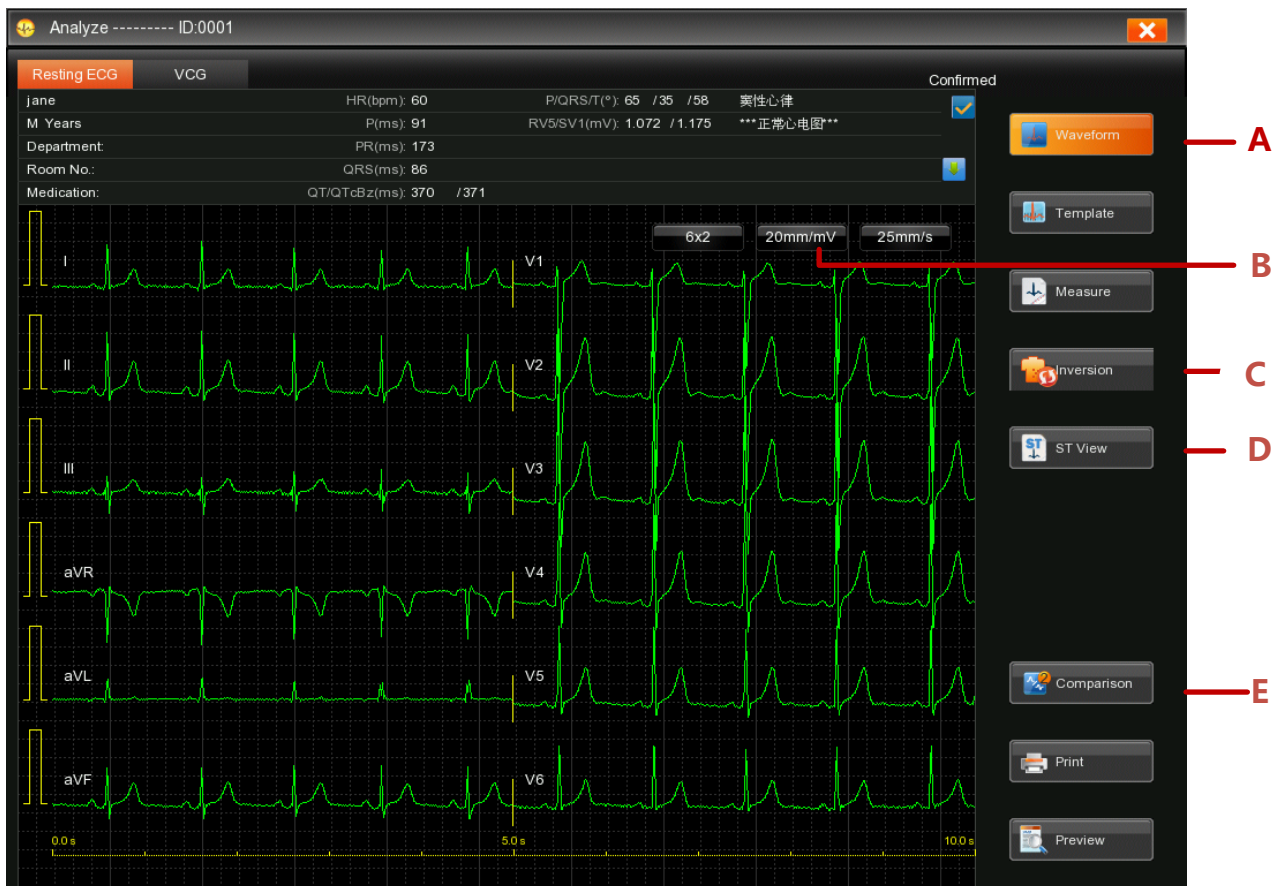 Analyze --------- ID:0001
Resting ECG VCG
Confirmed
jane HR(bpm): 60 P/QRS/T(°): 65 /35 /58 窦性心律
M Years P(ms): 91 RV5/SV1(mV): 1.072 /1.175 ***正常心电图***
Department: PR(ms): 173
Room No.: QRS(ms): 86
Medication: QT/QTcBz(ms): 370 /371
6x2 20mm/mV 25mm/s
I V1
II V2
III V3
aVR V4
aVL V5
aVF V6
0.0 s 5.0 s 10.0 s
Waveform A
Template
B
Measure
Inversion C
ST ST View D
Comparison E
Print
Preview